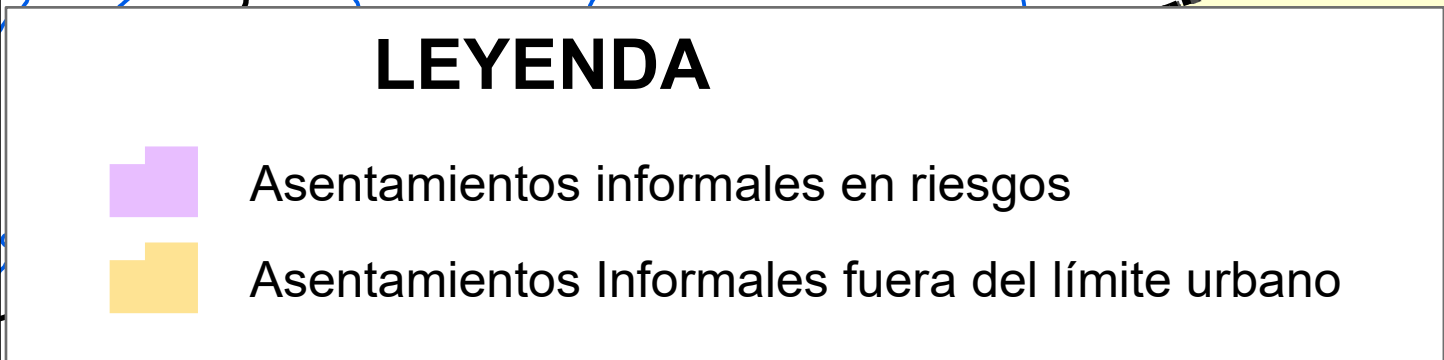 LEYENDA
Asentamientos informales en riesgos
Asentamientos Informales fuera del límite urbano